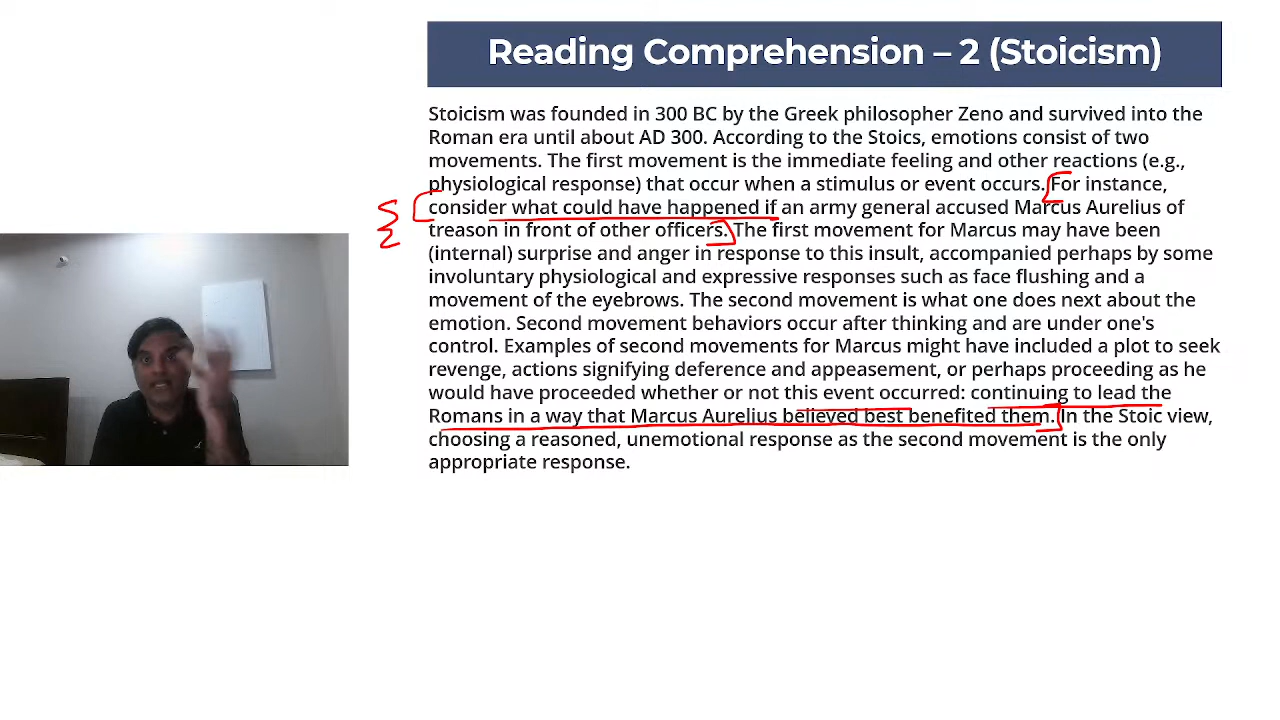 Reading Comprehension – 2 (Stoicism)
Stoicism was founded in 300 BC by the Greek philosopher Zeno and survived into the
Roman era until about AD 300. According to the Stoics, emotions consist of two
movements. The first movement is the immediate feeling and other reactions (e.g.,
physiological response) that occur when a stimulus or event occurs. For instance,
consider what could have happened if an army general accused Marcus Aurelius of
treason in front of other officers. The first movement for Marcus may have been
(internal) surprise and anger in response to this insult, accompanied perhaps by some
involuntary physiological and expressive responses such as face flushing and a
movement of the eyebrows. The second movement is what one does next about the
emotion. Second movement behaviors occur after thinking and are under one's
control. Examples of second movements for Marcus might have included a plot to seek
revenge, actions signifying deference and appeasement, or perhaps proceeding as he
would have proceeded whether or not this event occurred: continuing to lead the
Romans in a way that Marcus Aurelius believed best benefited them. In the Stoic view,
choosing a reasoned, unemotional response as the second movement is the only
appropriate response.